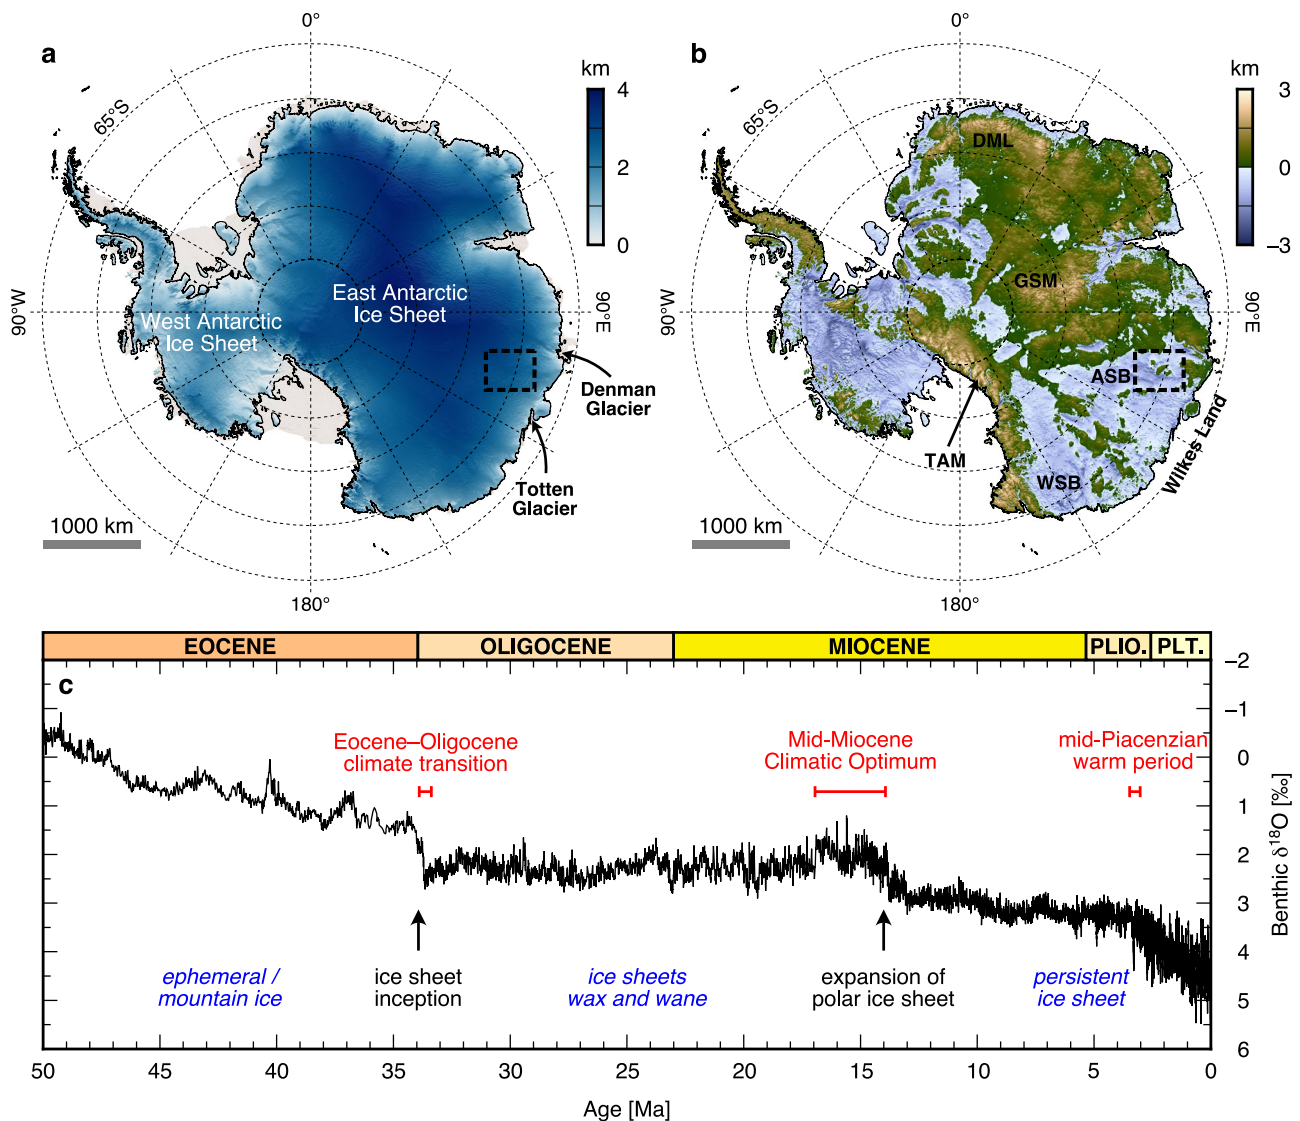 a
0°
km
4
2
0
65°S
90°W
90°E
180°
East Antarctic
Ice Sheet
West Antarctic
Ice Sheet
Denman
Glacier
Totten
Glacier
1000 km
b
0°
km
3
0
−3
65°S
90°W
90°E
180°
DML
GSM
ASB
TAM
WSB
Wilkes Land
1000 km
EOCENE
OLIGOCENE
MIOCENE
PLIO.
PLT.
c
Eocene–Oligocene
climate transition
Mid-Miocene
Climatic Optimum
mid-Piacenzian
warm period
ephemeral /
mountain ice
ice sheet
inception
ice sheets
wax and wane
expansion of
polar ice sheet
persistent
ice sheet
−2
−1
0
1
2
3
4
5
6
Benthic δ¹⁸O [‰]
50
45
40
35
30
25
20
15
10
5
0
Age [Ma]